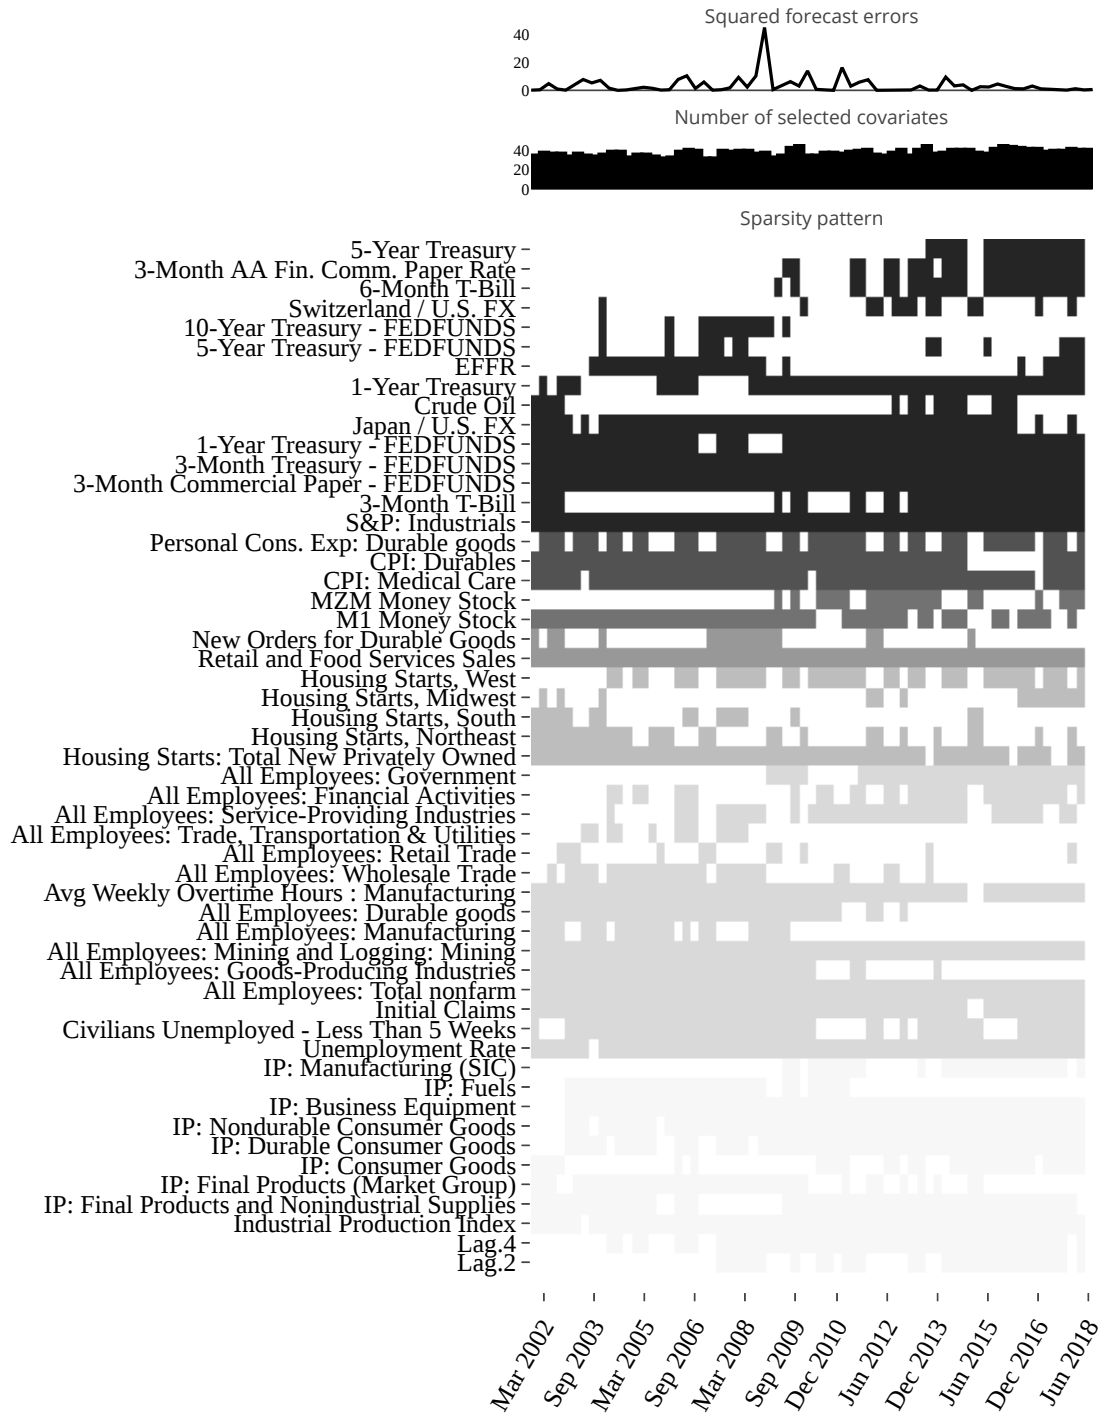 Squared forecast errors
40
20
0
Number of selected covariates
40
20
0
Sparsity pattern
5-Year Treasury
3-Month AA Fin. Comm. Paper Rate
6-Month T-Bill
Switzerland / U.S. FX
10-Year Treasury - FEDFUNDS
5-Year Treasury - FEDFUNDS
EFFR
1-Year Treasury
Crude Oil
Japan / U.S. FX
1-Year Treasury - FEDFUNDS
3-Month Treasury - FEDFUNDS
3-Month Commercial Paper - FEDFUNDS
3-Month T-Bill
S&P: Industrials
Personal Cons. Exp: Durable goods
CPI: Durables
CPI: Medical Care
MZM Money Stock
M1 Money Stock
New Orders for Durable Goods
Retail and Food Services Sales
Housing Starts, West
Housing Starts, Midwest
Housing Starts, South
Housing Starts, Northeast
Housing Starts: Total New Privately Owned
All Employees: Government
All Employees: Financial Activities
All Employees: Service-Providing Industries
All Employees: Trade, Transportation & Utilities
All Employees: Retail Trade
All Employees: Wholesale Trade
Avg Weekly Overtime Hours : Manufacturing
All Employees: Durable goods
All Employees: Manufacturing
All Employees: Mining and Logging: Mining
All Employees: Goods-Producing Industries
All Employees: Total nonfarm
Initial Claims
Civilians Unemployed - Less Than 5 Weeks
Unemployment Rate
IP: Manufacturing (SIC)
IP: Fuels
IP: Business Equipment
IP: Nondurable Consumer Goods
IP: Durable Consumer Goods
IP: Consumer Goods
IP: Final Products (Market Group)
IP: Final Products and Nonindustrial Supplies
Industrial Production Index
Lag.4
Lag.2
Mar 2002
Sep 2003
Mar 2005
Sep 2006
Mar 2008
Sep 2009
Dec 2010
Jun 2012
Dec 2013
Jun 2015
Dec 2016
Jun 2018